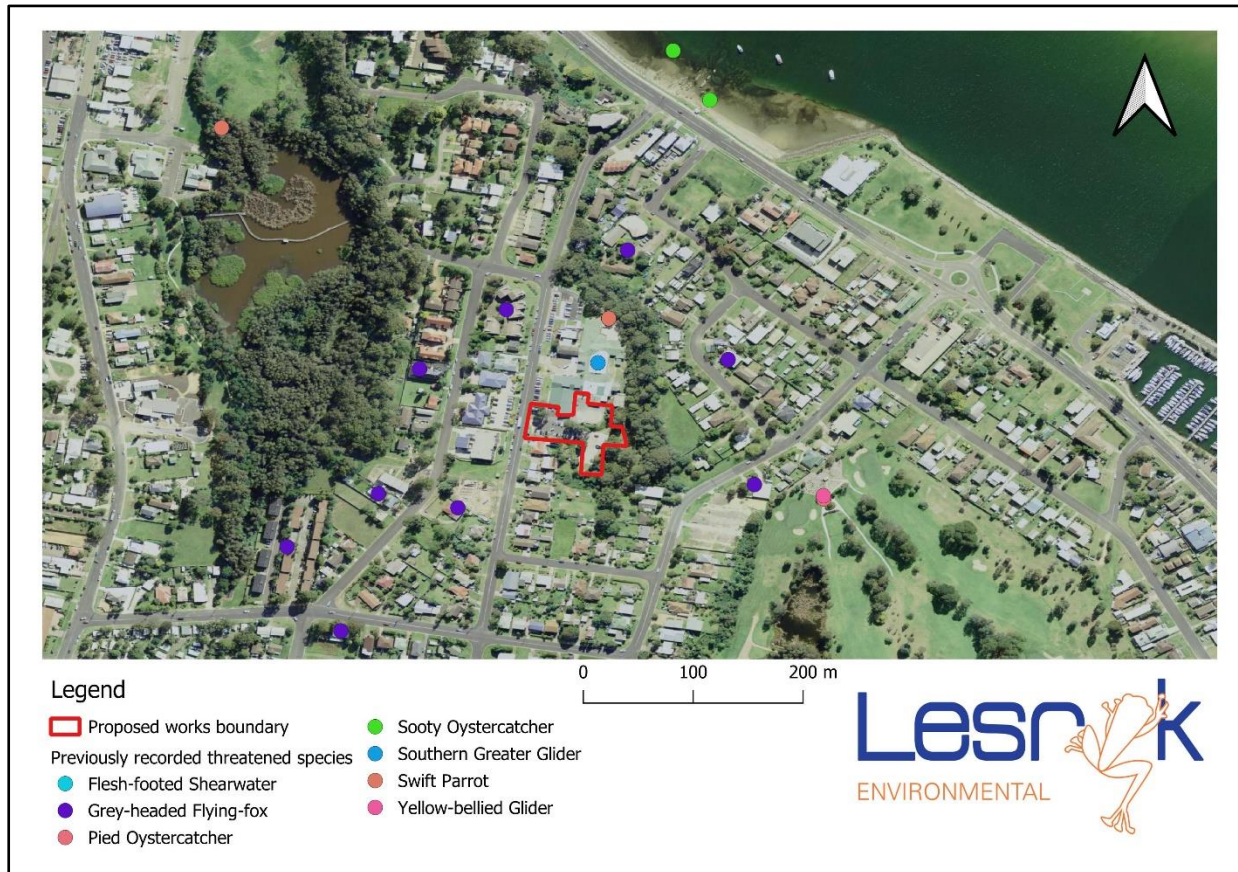 0 100 200 m
Legend
Proposed works boundary
Previously recorded threatened species
Flesh-footed Shearwater
Grey-headed Flying-fox
Pied Oystercatcher
Sooty Oystercatcher
Southern Greater Glider
Swift Parrot
Yellow-bellied Glider
Lesryk
ENVIRONMENTAL